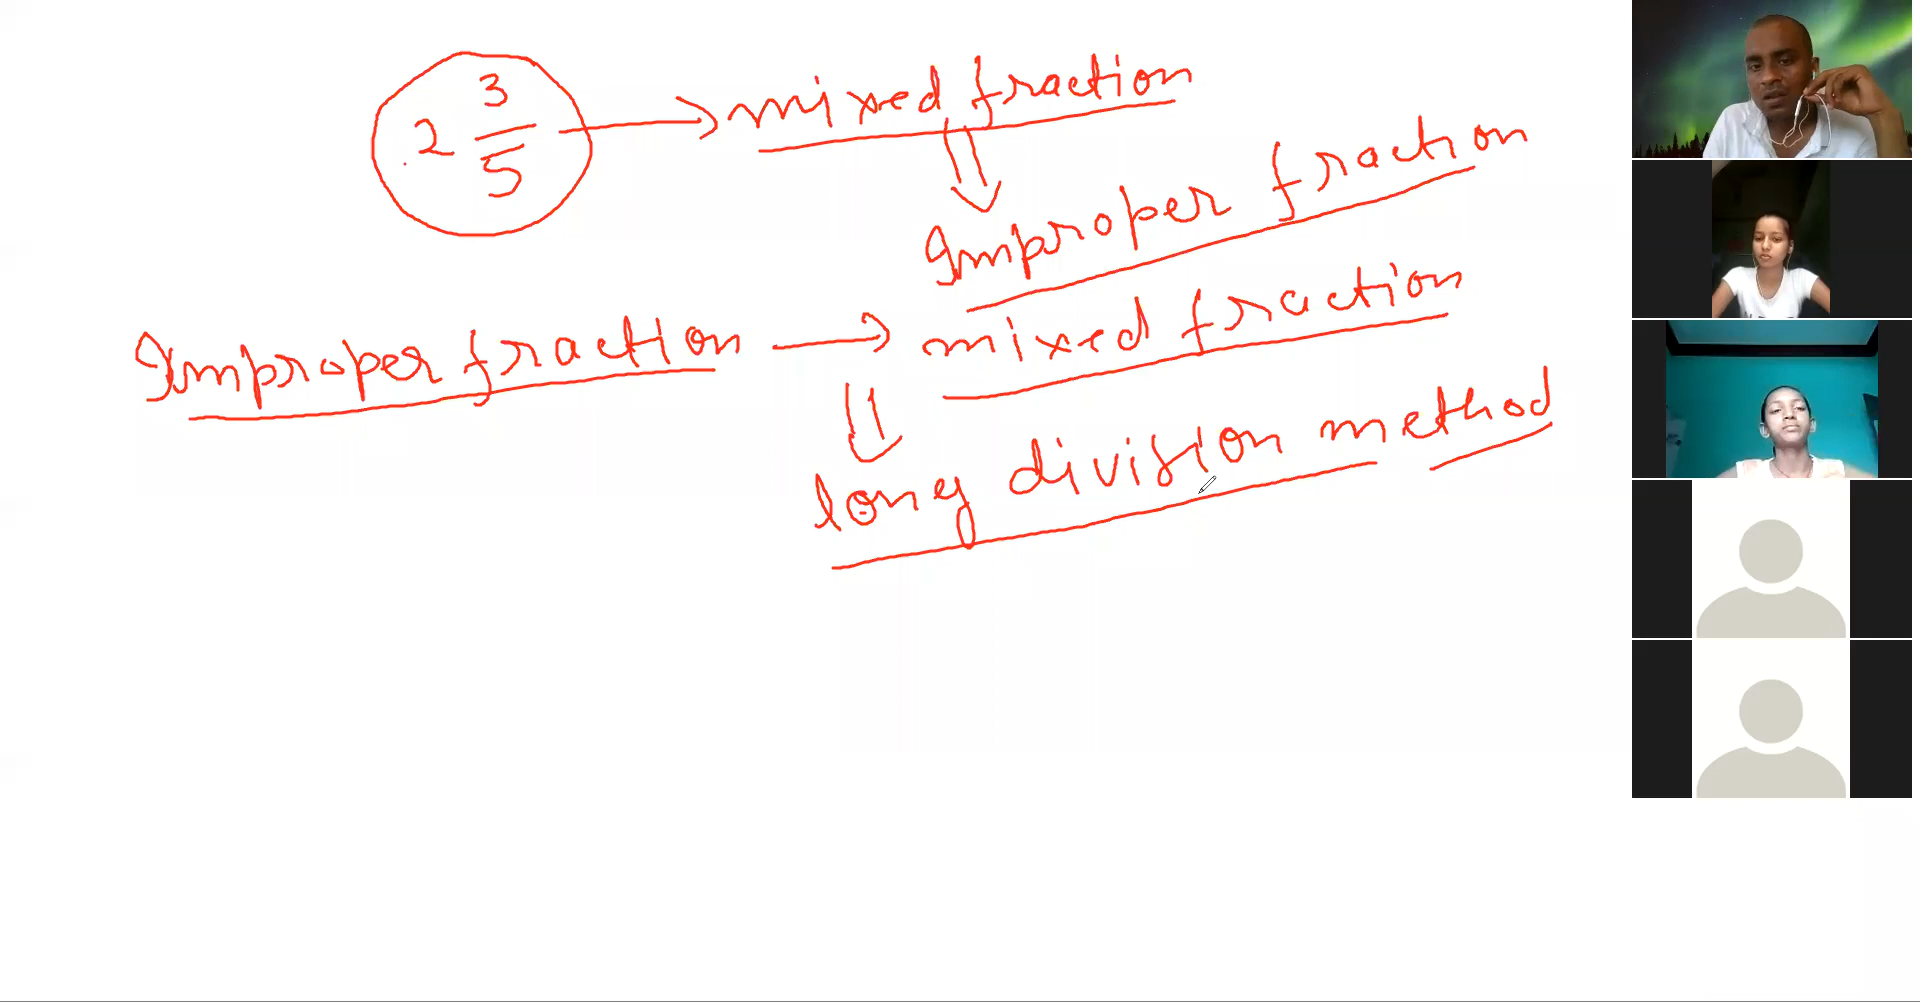 2 3/5 → mixed fraction
Improper fraction
Improper fraction → mixed fraction
long division method